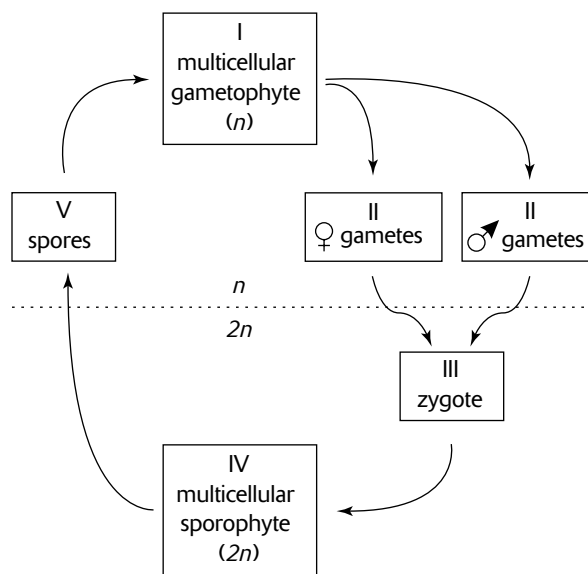 I
multicellular
gametophyte
(n)
V
spores
II
♀ gametes
II
♂ gametes
n
2n
III
zygote
IV
multicellular
sporophyte
(2n)